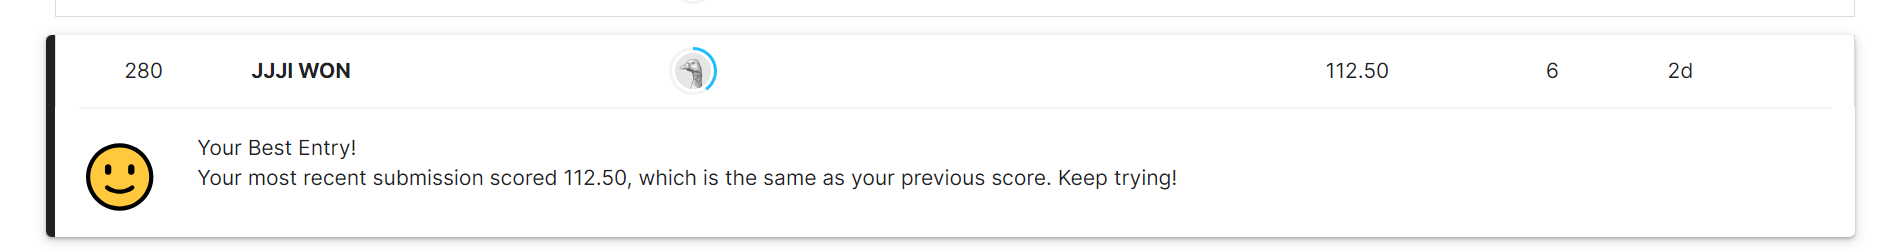 280 JJJI WON 112.50 6 2d
Your Best Entry!
Your most recent submission scored 112.50, which is the same as your previous score. Keep trying!